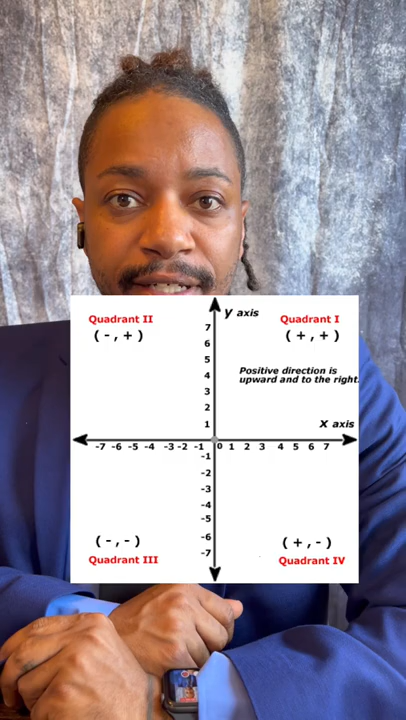 y axis
Quadrant II
Quadrant I
( - , + )
( + , + )
7
6
5
4
3
2
1
Positive direction is
upward and to the right.
X axis
-7 -6 -5 -4 -3 -2 -1 0 1 2 3 4 5 6 7
-1
-2
-3
-4
-5
-6
-7
( - , - )
( + , - )
Quadrant III
Quadrant IV